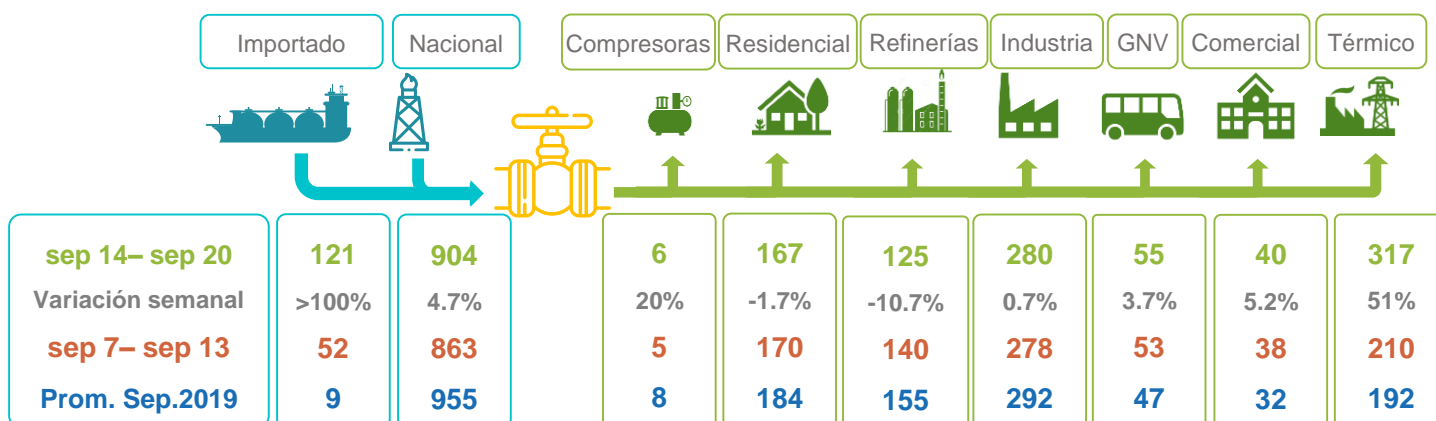 Importado Nacional Compresoras Residencial Refinerías Industria GNV Comercial Térmico
sep 14– sep 20 121 904 6 167 125 280 55 40 317
Variación semanal >100% 4.7% 20% -1.7% -10.7% 0.7% 3.7% 5.2% 51%
sep 7– sep 13 52 863 5 170 140 278 53 38 210
Prom. Sep.2019 9 955 8 184 155 292 47 32 192